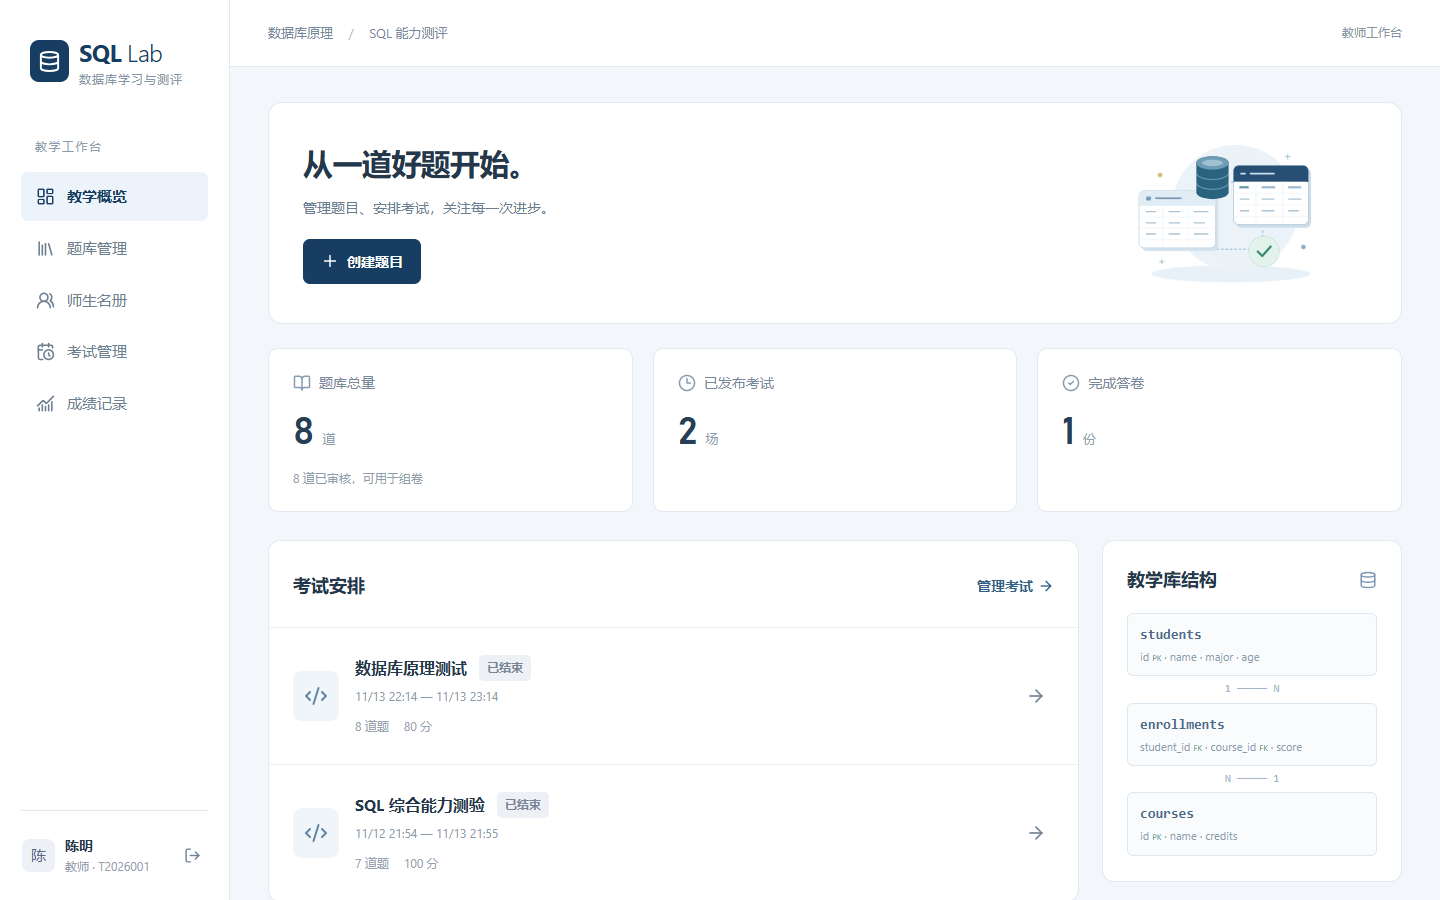 SQL Lab
数据库学习与测评
教学工作台
教学概览
题库管理
师生名册
考试管理
成绩记录
陈
陈明
教师 · T2026001
数据库原理 / SQL 能力测评
教师工作台
从一道好题开始。
管理题目、安排考试，关注每一次进步。
创建题目
题库总量
8 道
8 道已审核，可用于组卷
已发布考试
2 场
完成答卷
1 份
考试安排
管理考试
数据库原理测试 已结束
11/13 22:14 — 11/13 23:14
8 道题 80 分
SQL 综合能力测验 已结束
11/12 21:54 — 11/13 21:55
7 道题 100 分
教学库结构
students
id PK · name · major · age
1 —— N
enrollments
student_id FK · course_id FK · score
N —— 1
courses
id PK · name · credits